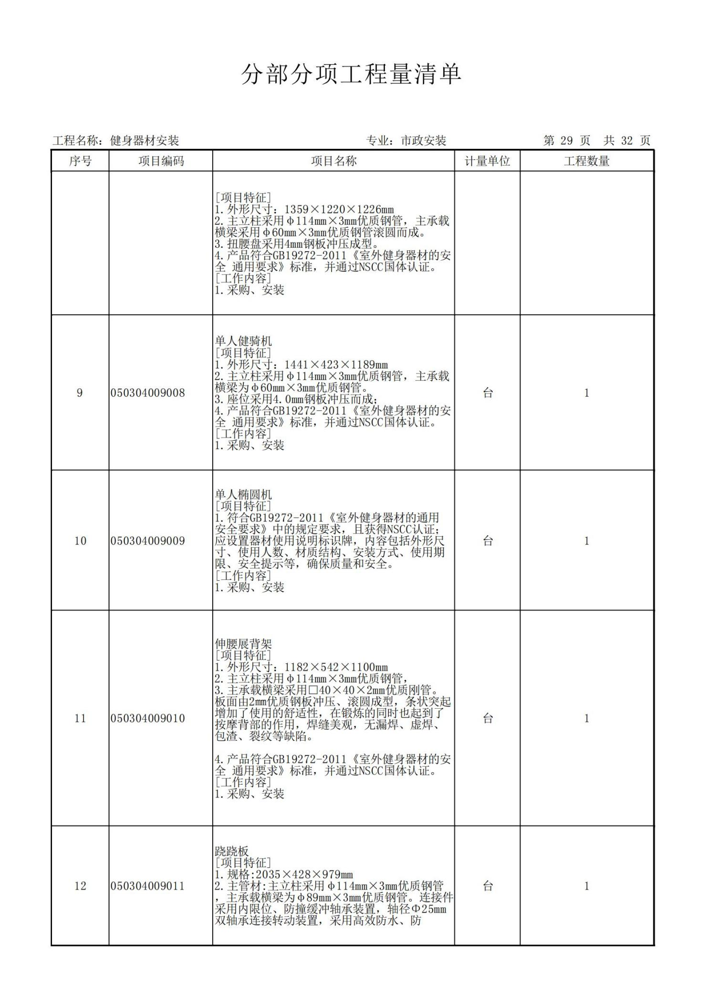 分部分项工程量清单
工程名称：健身器材安装 专业：市政安装 第 29 页 共 32 页
序号 项目编码 项目名称 计量单位 工程数量
[项目特征]
1.外形尺寸：1359×1220×1226mm
2.主立柱采用φ114mm×3mm优质钢管，主承载
横梁采用φ60mm×3mm优质钢管滚圆而成。
3.扭腰盘采用4mm钢板冲压成型。
4.产品符合GB19272-2011《室外健身器材的安
全 通用要求》标准，并通过NSCC国体认证。
[工作内容]
1.采购、安装
9 050304009008
单人健骑机
[项目特征]
1.外形尺寸：1441×423×1189mm
2.主立柱采用φ114mm×3mm优质钢管，主承载
横梁为φ60mm×3mm优质钢管。
3.座位采用4.0mm钢板冲压而成；
4.产品符合GB19272-2011《室外健身器材的安
全 通用要求》标准，并通过NSCC国体认证。
[工作内容]
1.采购、安装
台 1
10 050304009009
单人椭圆机
[项目特征]
1.符合GB19272-2011《室外健身器材的通用
安全要求》中的规定要求，且获得NSCC认证；
应设置器材使用说明标识牌，内容包括外形尺
寸、使用人数、材质结构、安装方式、使用期
限、安全提示等，确保质量和安全。
[工作内容]
1.采购、安装
台 1
11 050304009010
伸腰展背架
[项目特征]
1.外形尺寸：1182×542×1100mm
2.主立柱采用φ114mm×3mm优质钢管，
3.主承载横梁采用□40×40×2mm优质刚管。
板面由2mm优质钢板冲压、滚圆成型，条状突起
增加了使用的舒适性，在锻炼的同时也起到了
按摩背部的作用，焊缝美观，无漏焊、虚焊、
包渣、裂纹等缺陷。
4.产品符合GB19272-2011《室外健身器材的安
全 通用要求》标准，并通过NSCC国体认证。
[工作内容]
1.采购、安装
台 1
12 050304009011
跷跷板
[项目特征]
1.规格:2035×428×979mm
2.主管材:主立柱采用φ114mm×3mm优质钢管
，主承载横梁为φ89mm×3mm优质钢管。连接件
采用内限位、防撞缓冲轴承装置，轴径Φ25mm
双轴承连接转动装置，采用高效防水、防
台 1